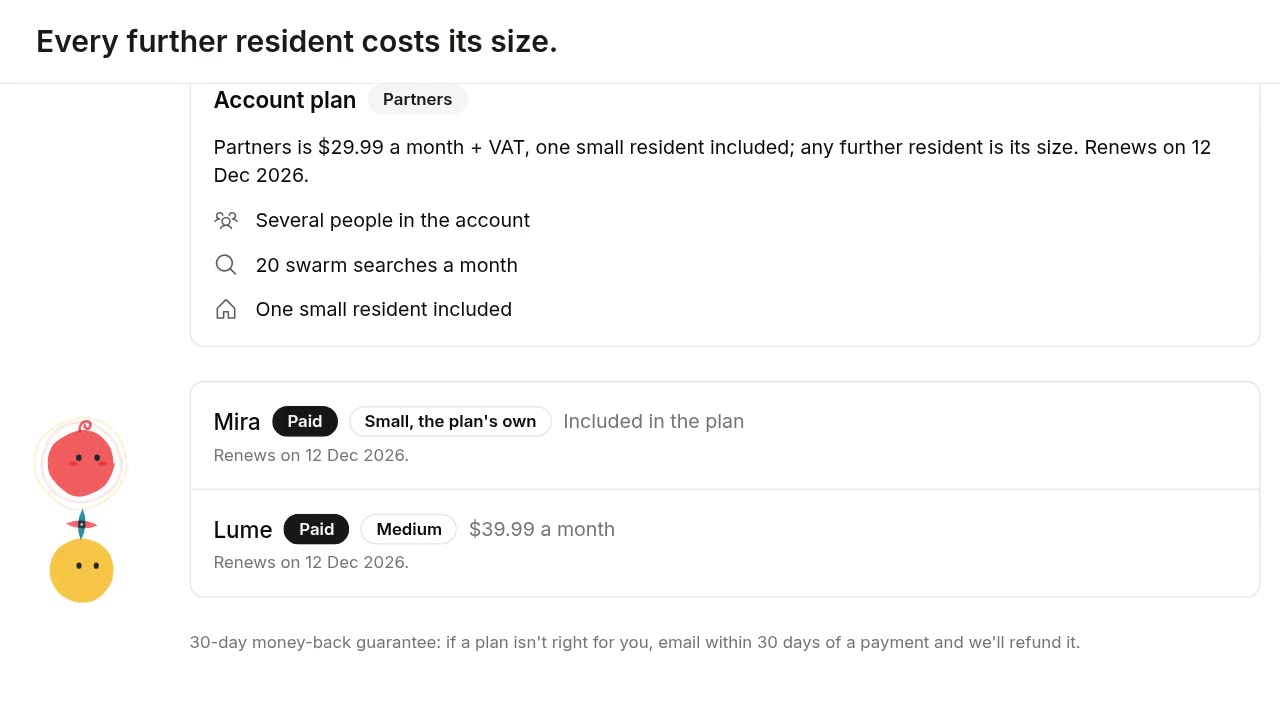 Every further resident costs its size.
Account plan Partners
Partners is $29.99 a month + VAT, one small resident included; any further resident is its size. Renews on 12
Dec 2026.
Several people in the account
20 swarm searches a month
One small resident included
Mira Paid Small, the plan's own Included in the plan
Renews on 12 Dec 2026.
Lume Paid Medium $39.99 a month
Renews on 12 Dec 2026.
30-day money-back guarantee: if a plan isn't right for you, email within 30 days of a payment and we'll refund it.